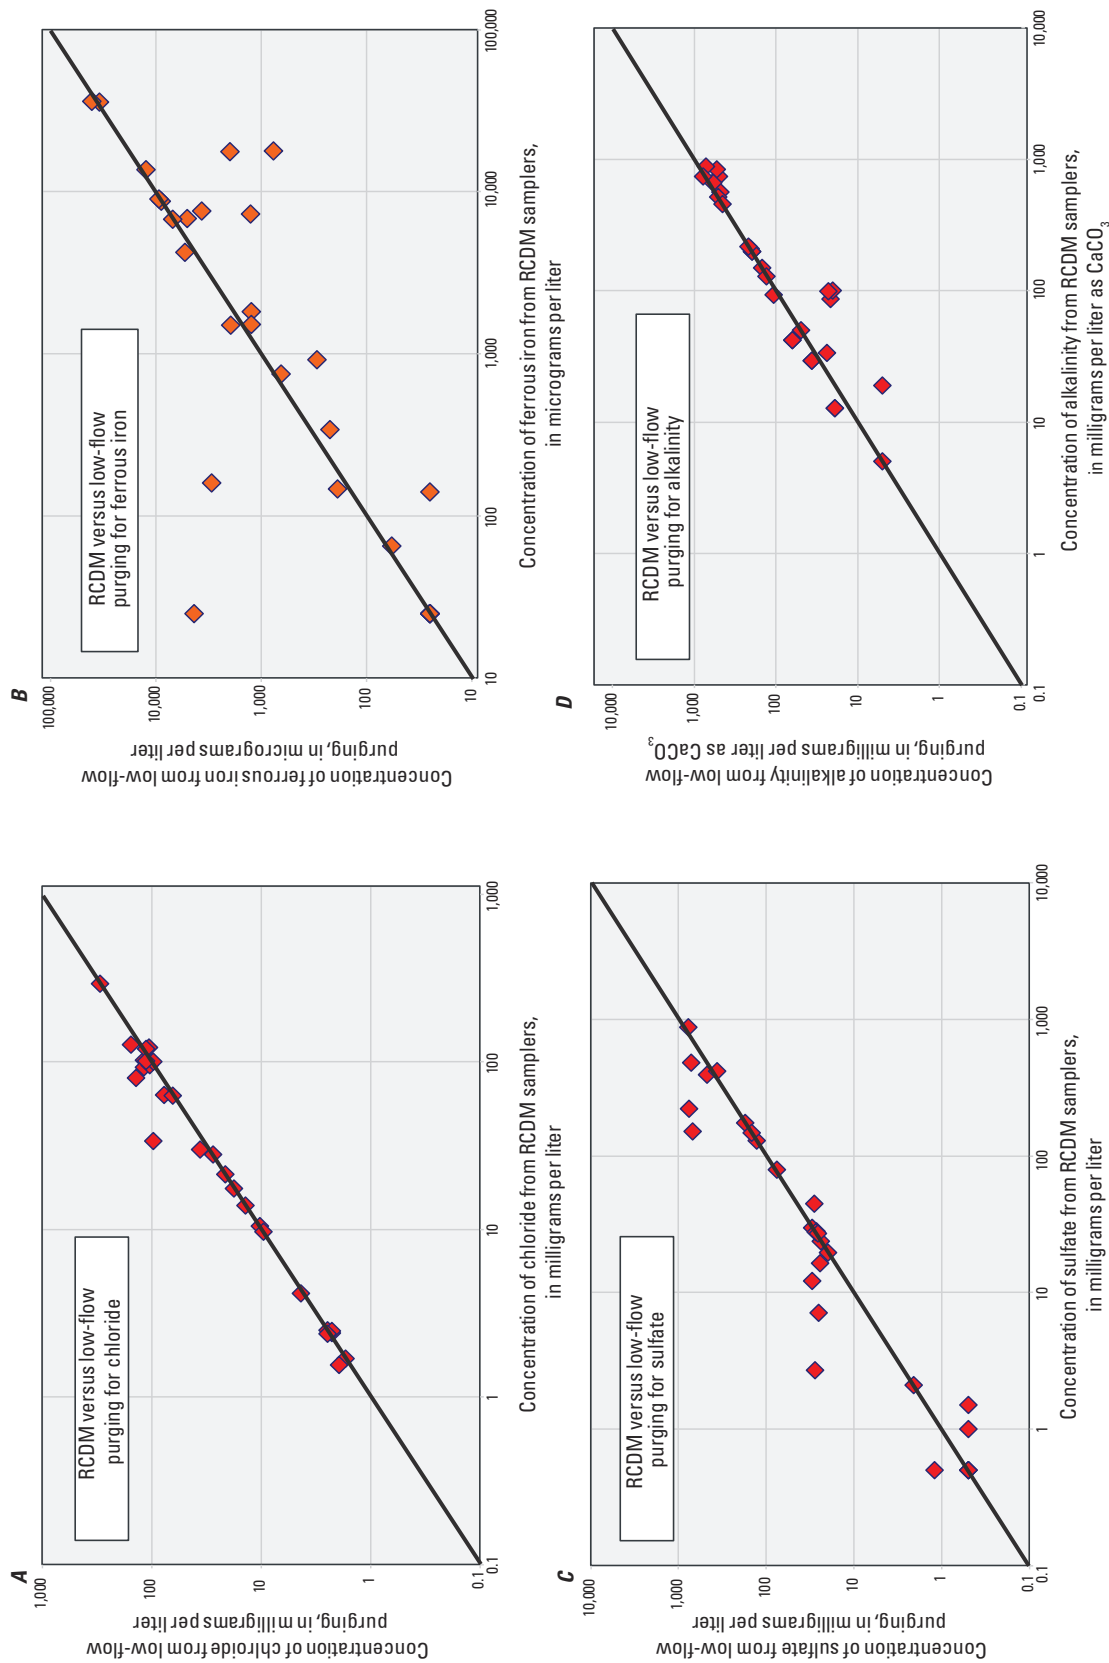 A
RCDM versus low-flow
purging for chloride
Concentration of chlroide from low-flow
purging, in milligrams per liter
1,000
100
10
1
0.1
0.1
1
10
100
1,000
Concentration of chloride from RCDM samplers,
in milligrams per liter
B
RCDM versus low-flow
purging for ferrous iron
Concentration of ferrous iron from low-flow
purging, in micrograms per liter
100,000
10,000
1,000
100
10
10
100
1,000
10,000
100,000
Concentration of ferrous iron from RCDM samplers,
in micrograms per liter
C
RCDM versus low-flow
purging for sulfate
Concentration of sulfate from low-flow
purging, in milligrams per liter
10,000
1,000
100
10
1
0.1
0.1
1
10
100
1,000
10,000
Concentration of sulfate from RCDM samplers,
in milligrams per liter
D
RCDM versus low-flow
purging for alkalinity
Concentration of alkalinity from low-flow
purging, in milligrams per liter as CaCO₃
10,000
1,000
100
10
1
0.1
0.1
1
10
100
1,000
10,000
Concentration of alkalinity from RCDM samplers,
in milligrams per liter as CaCO₃